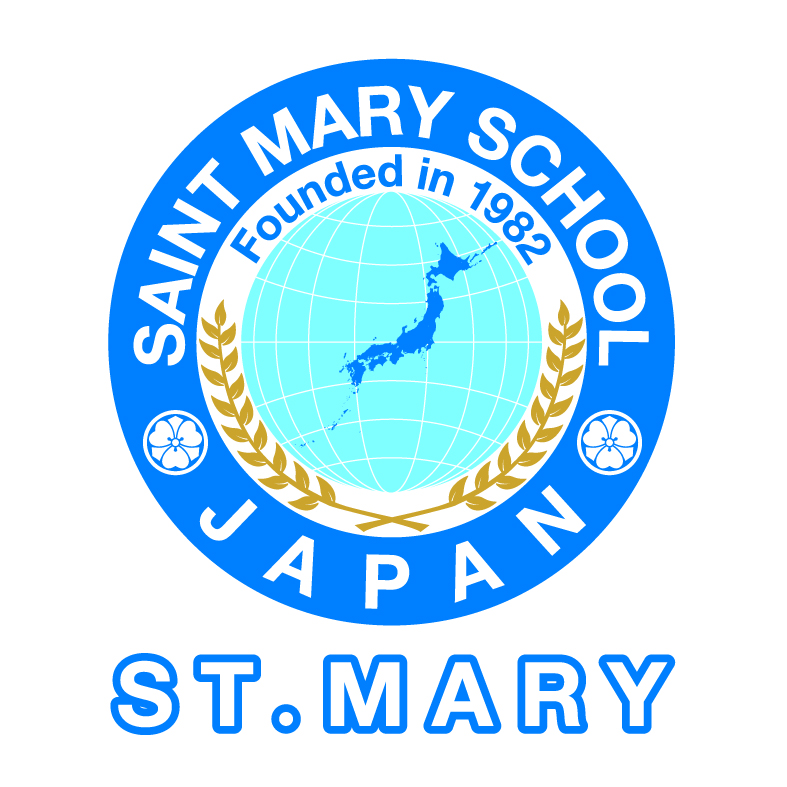 SAINT MARY SCHOOL
Founded in 1982
JAPAN
ST.MARY